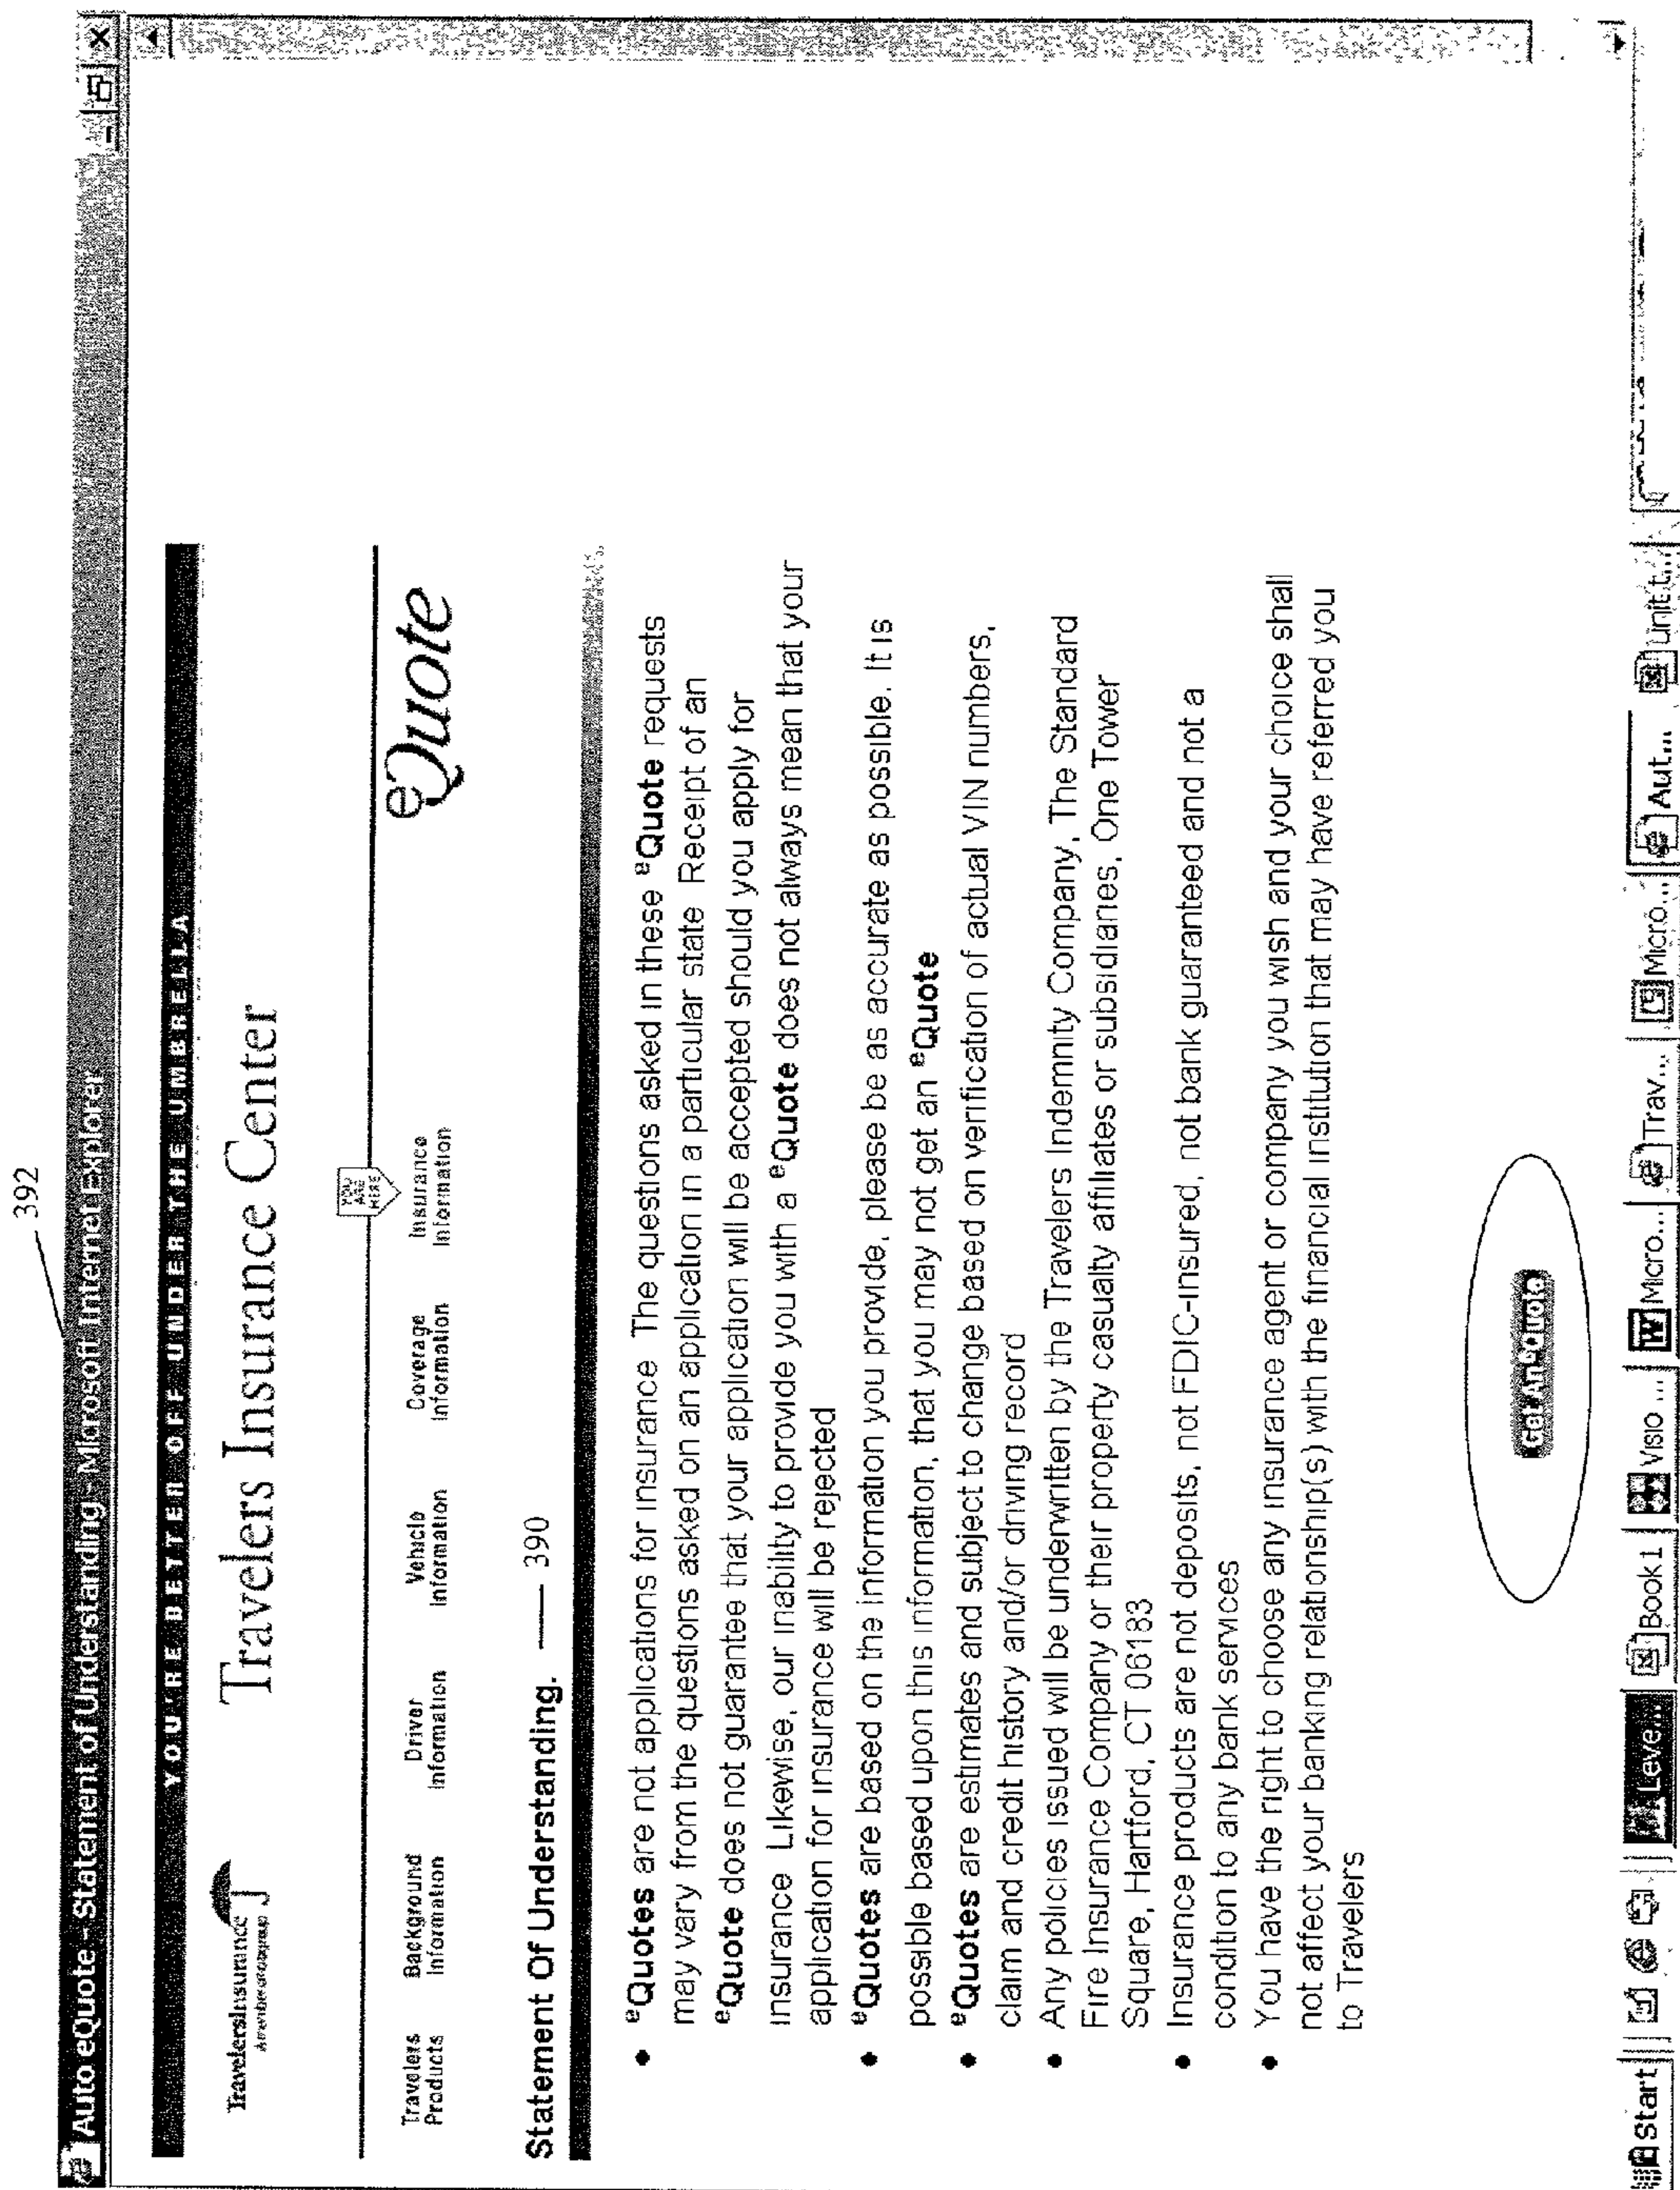 392
Auto eQuote - Statement of Understanding - Microsoft Internet Explorer
YOU'RE BETTER OFF UNDER THE UMBRELLA
TravelersInsurance
Travelers Insurance Center
YOU
ARE
HERE
Travelers
Products
Background
Information
Driver
Information
Vehicle
Information
Coverage
Information
Insurance
Information
eQuote
Statement Of Understanding. 390
• eQuotes are not applications for insurance The questions asked in these eQuote requests
may vary from the questions asked on an application in a particular state Receipt of an
eQuote does not guarantee that your application will be accepted should you apply for
insurance Likewise, our inability to provide you with a eQuote does not always mean that your
application for insurance will be rejected
• eQuotes are based on the information you provide, please be as accurate as possible. It is
possible based upon this information, that you may not get an eQuote
• eQuotes are estimates and subject to change based on verification of actual VIN numbers,
claim and credit history and/or driving record
• Any policies issued will be underwritten by the Travelers Indemnity Company, The Standard
Fire Insurance Company or their property casualty affiliates or subsidiaries, One Tower
Square, Hartford, CT 06183
• Insurance products are not deposits, not FDIC-insured, not bank guaranteed and not a
condition to any bank services
• You have the right to choose any insurance agent or company you wish and your choice shall
not affect your banking relationship(s) with the financial institution that may have referred you
to Travelers
Get An eQuote
Start Leve... Book1 Visio ... Micro... Trav... Micro... Aut... unit t...